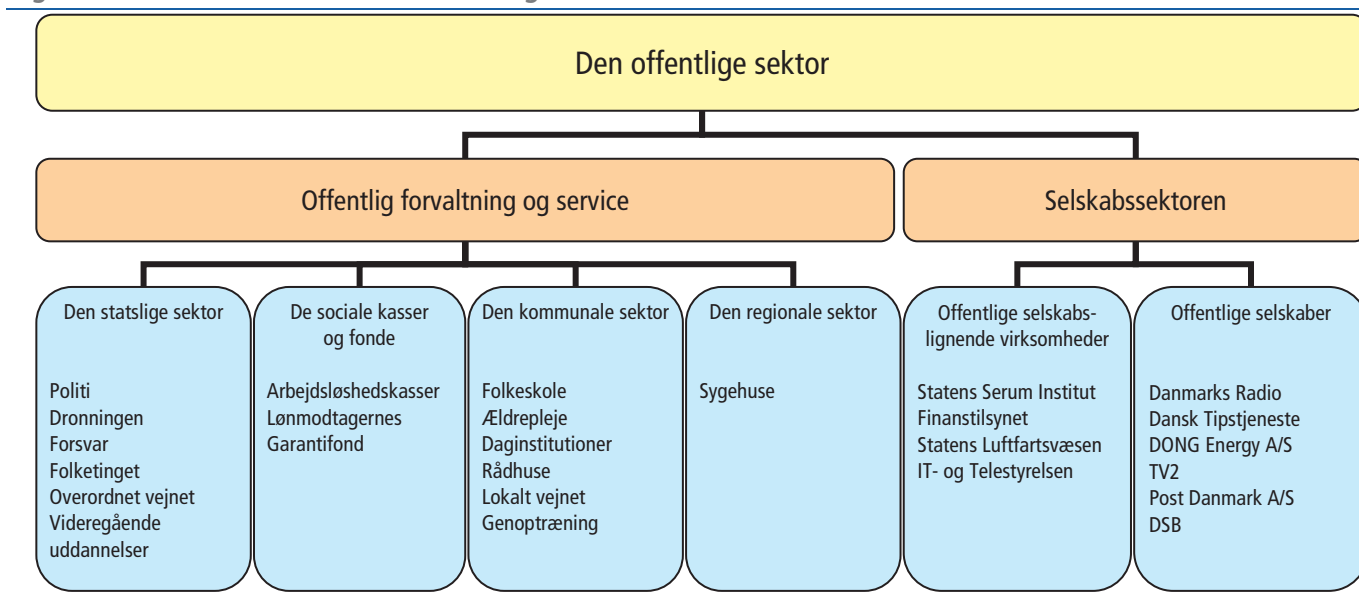 Den offentlige sektor
Offentlig forvaltning og service
Selskabssektoren
Den statslige sektor
Politi
Dronningen
Forsvar
Folketinget
Overordnet vejnet
Videregående
uddannelser
De sociale kasser
og fonde
Arbejdsløshedskasser
Lønmodtagernes
Garantifond
Den kommunale sektor
Folkeskole
Ældrepleje
Daginstitutioner
Rådhuse
Lokalt vejnet
Genoptræning
Den regionale sektor
Sygehuse
Offentlige selskabs-
lignende virksomheder
Statens Serum Institut
Finanstilsynet
Statens Luftfartsvæsen
IT- og Telestyrelsen
Offentlige selskaber
Danmarks Radio
Dansk Tipstjeneste
DONG Energy A/S
TV2
Post Danmark A/S
DSB